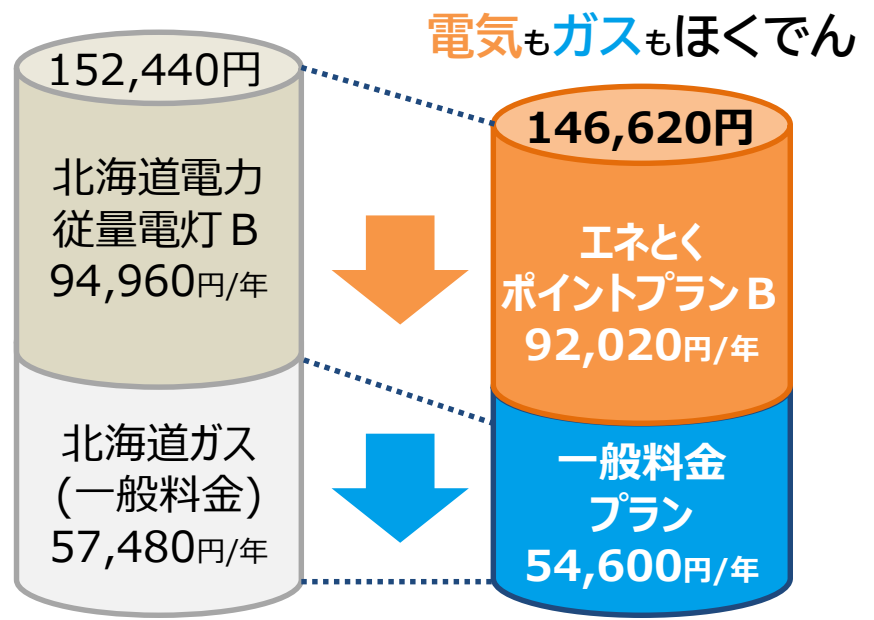 電気もガスもほくでん
152,440円
北海道電力
従量電灯B
94,960円/年
北海道ガス
(一般料金)
57,480円/年
146,620円
エネとく
ポイントプランB
92,020円/年
一般料金
プラン
54,600円/年